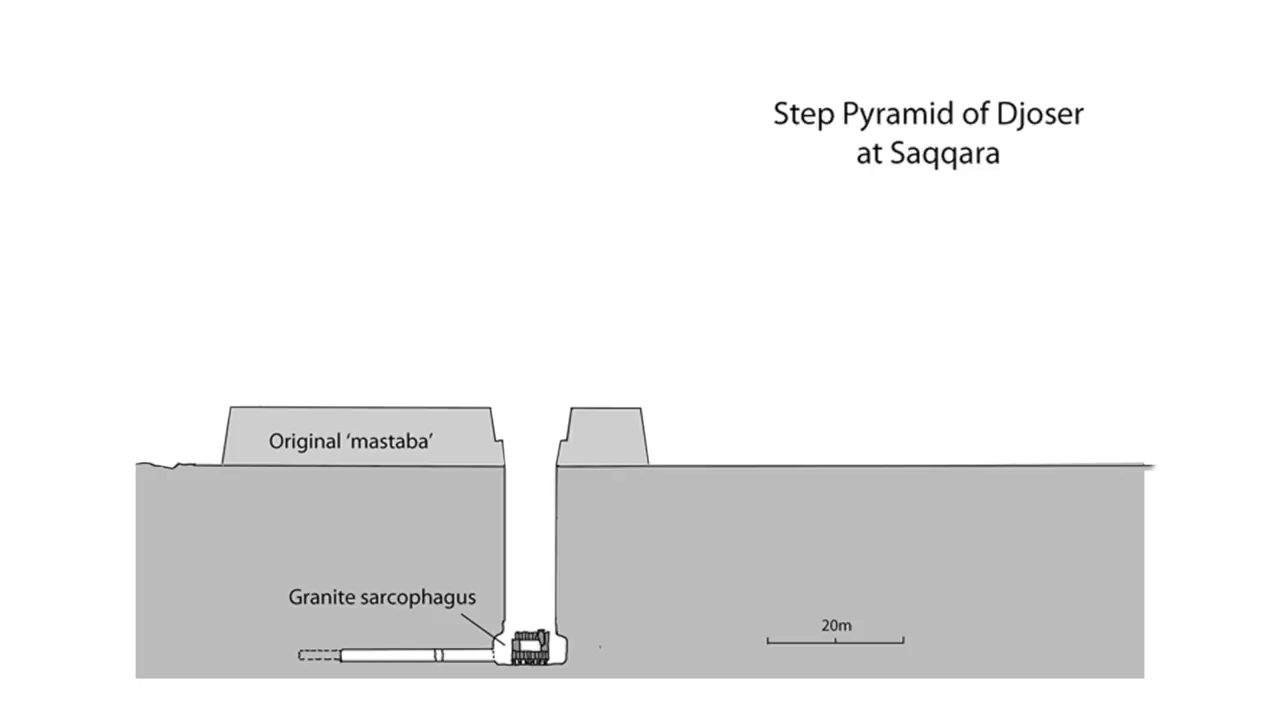 Step Pyramid of Djoser
at Saqqara
Original ‘mastaba’
Granite sarcophagus
20m